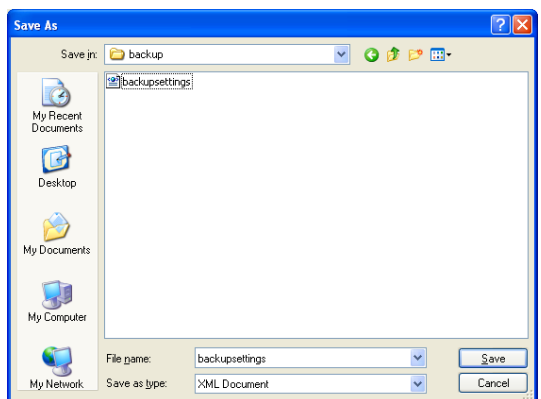 Save As
Save in: backup
backupsettings
My Recent
Documents
Desktop
My Documents
My Computer
My Network
File name: backupsettings Save
Save as type: XML Document Cancel